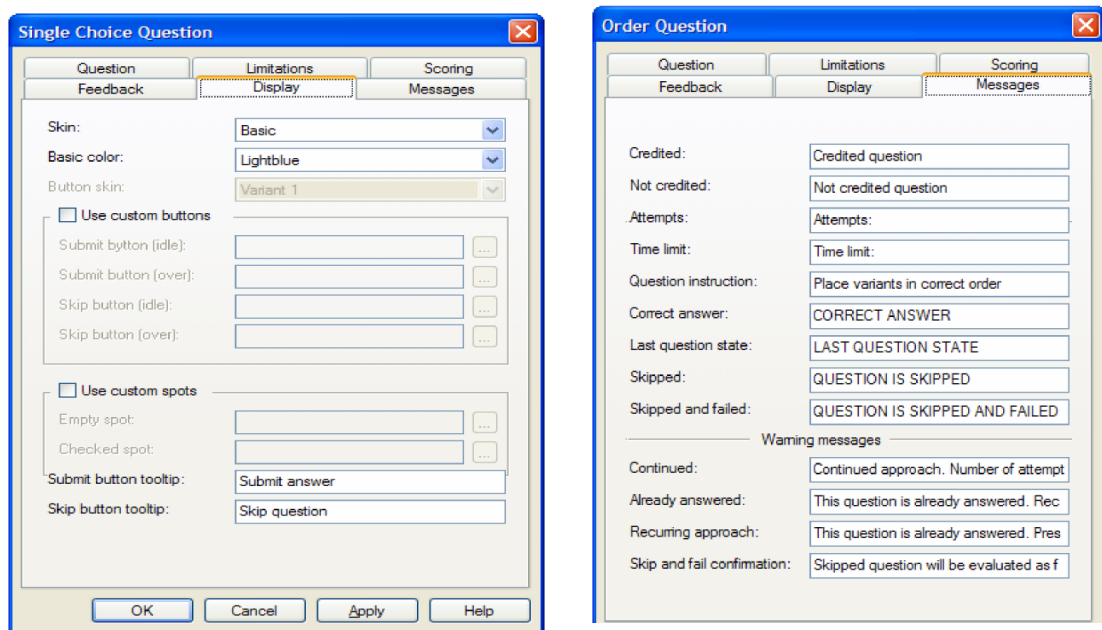 Single Choice Question
Question Limitations Scoring
Feedback Display Messages
Skin: Basic
Basic color: Lightblue
Button skin: Variant 1
Use custom buttons
Submit bytton (idle): ...
Submit button (over): ...
Skip button (idle): ...
Skip button (over): ...
Use custom spots
Empty spot: ...
Checked spot: ...
Submit button tooltip: Submit answer
Skip button tooltip: Skip question
OK Cancel Apply Help
Order Question
Question Limitations Scoring
Feedback Display Messages
Credited: Credited question
Not credited: Not credited question
Attempts: Attempts:
Time limit: Time limit:
Question instruction: Place variants in correct order
Correct answer: CORRECT ANSWER
Last question state: LAST QUESTION STATE
Skipped: QUESTION IS SKIPPED
Skipped and failed: QUESTION IS SKIPPED AND FAILED
Warning messages
Continued: Continued approach. Number of attempt
Already answered: This question is already answered. Rec
Recurring approach: This question is already answered. Pres
Skip and fail confirmation: Skipped question will be evaluated as f